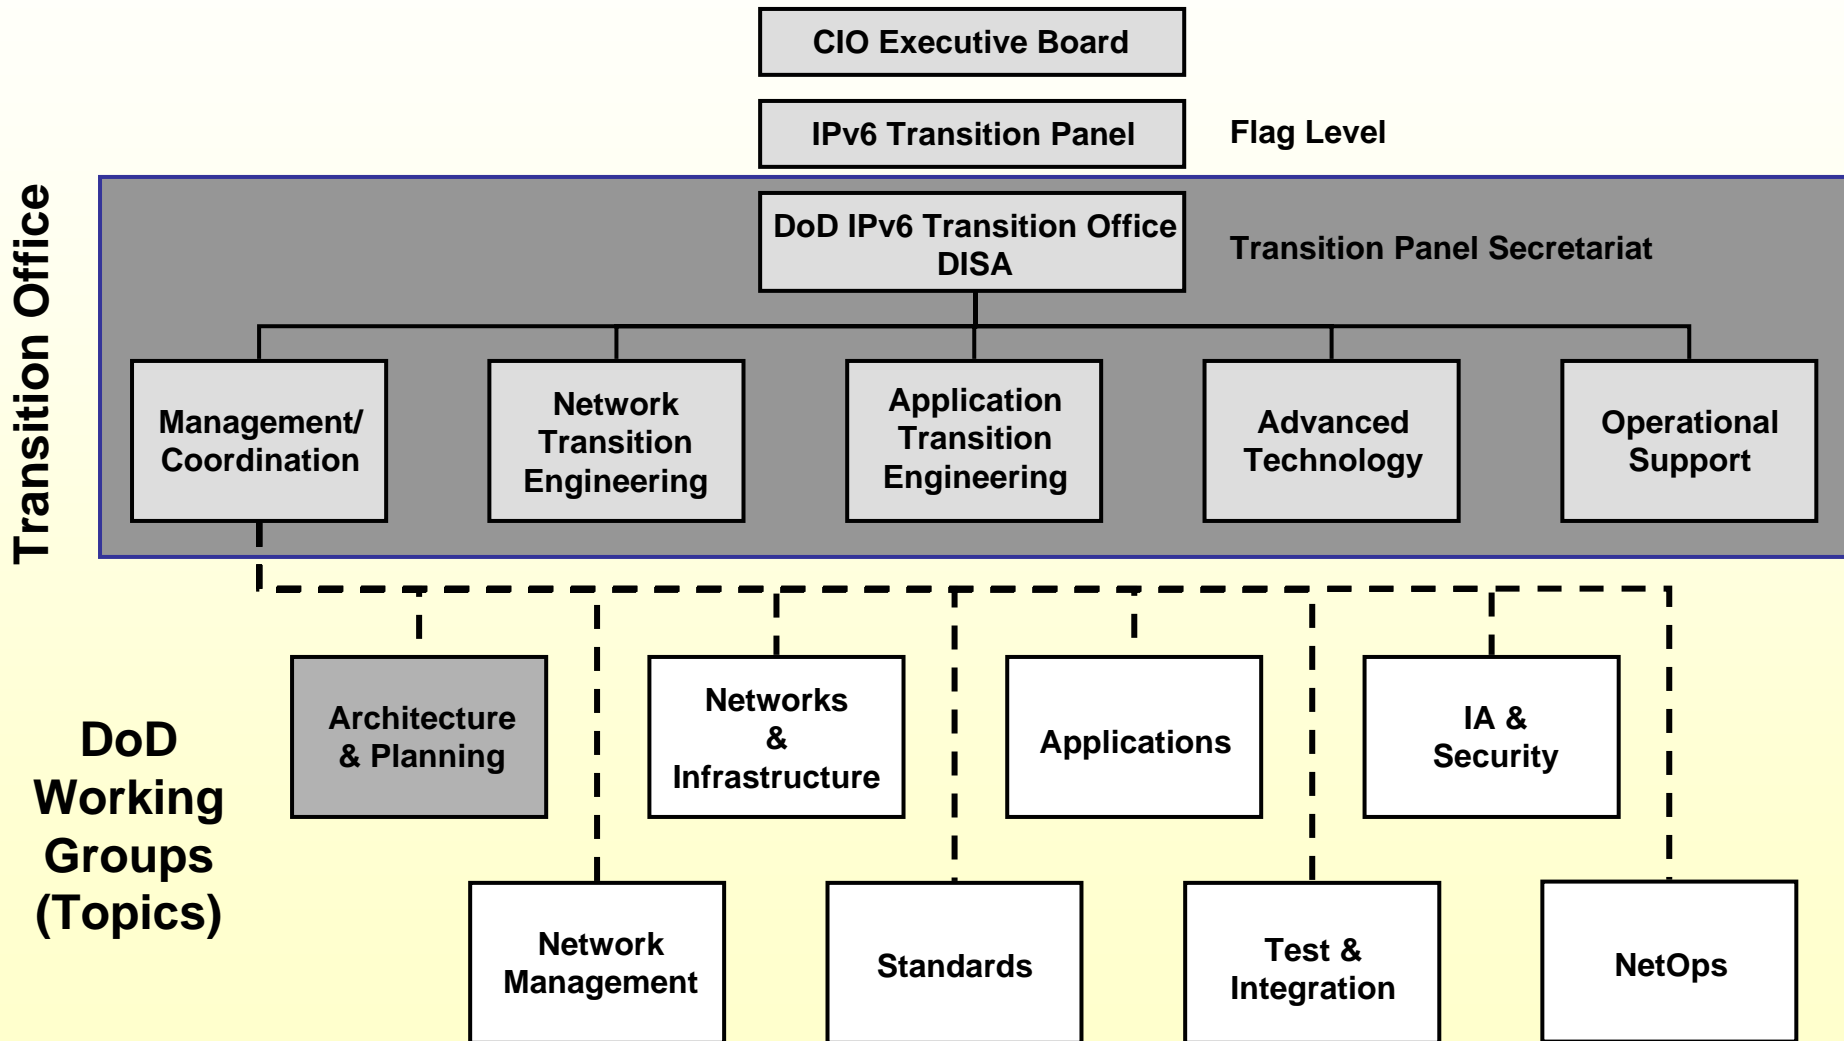 CIO Executive Board
IPv6 Transition Panel
Flag Level
Transition Office
DoD IPv6 Transition Office
DISA
Transition Panel Secretariat
Management/
Coordination
Network
Transition
Engineering
Application
Transition
Engineering
Advanced
Technology
Operational
Support
DoD
Working
Groups
(Topics)
Architecture
& Planning
Networks
&
Infrastructure
Applications
IA &
Security
Network
Management
Standards
Test &
Integration
NetOps